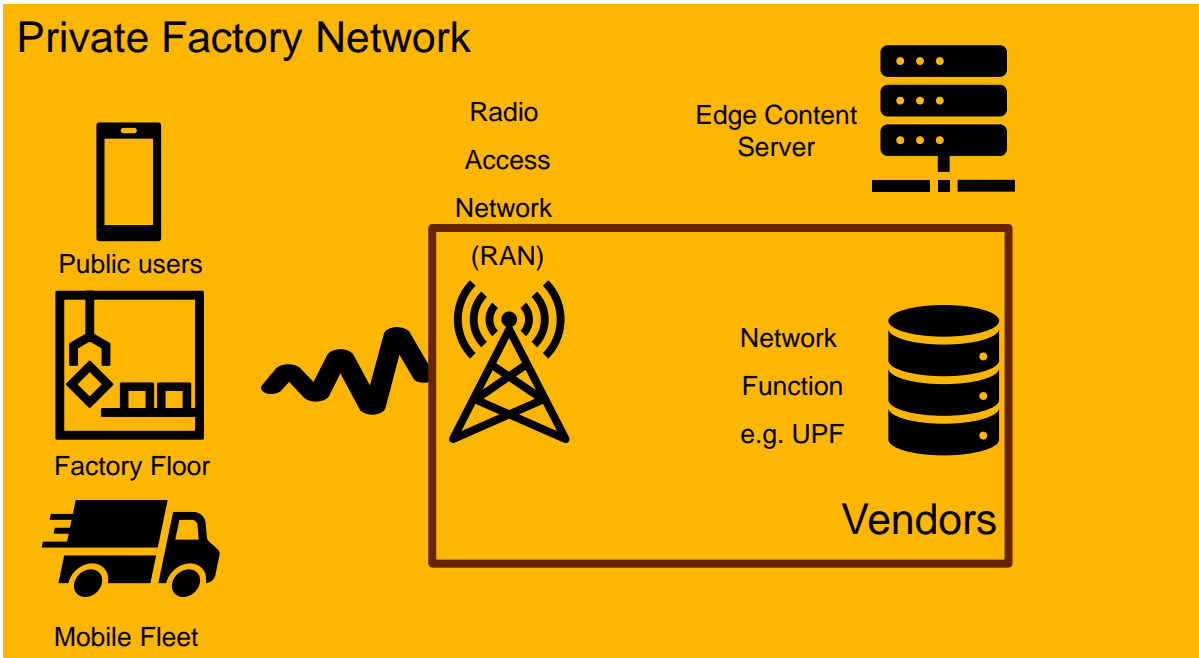 Private Factory Network
Public users
Factory Floor
Mobile Fleet
Radio
Access
Network
(RAN)
Edge Content
Server
Network
Function
e.g. UPF
Vendors